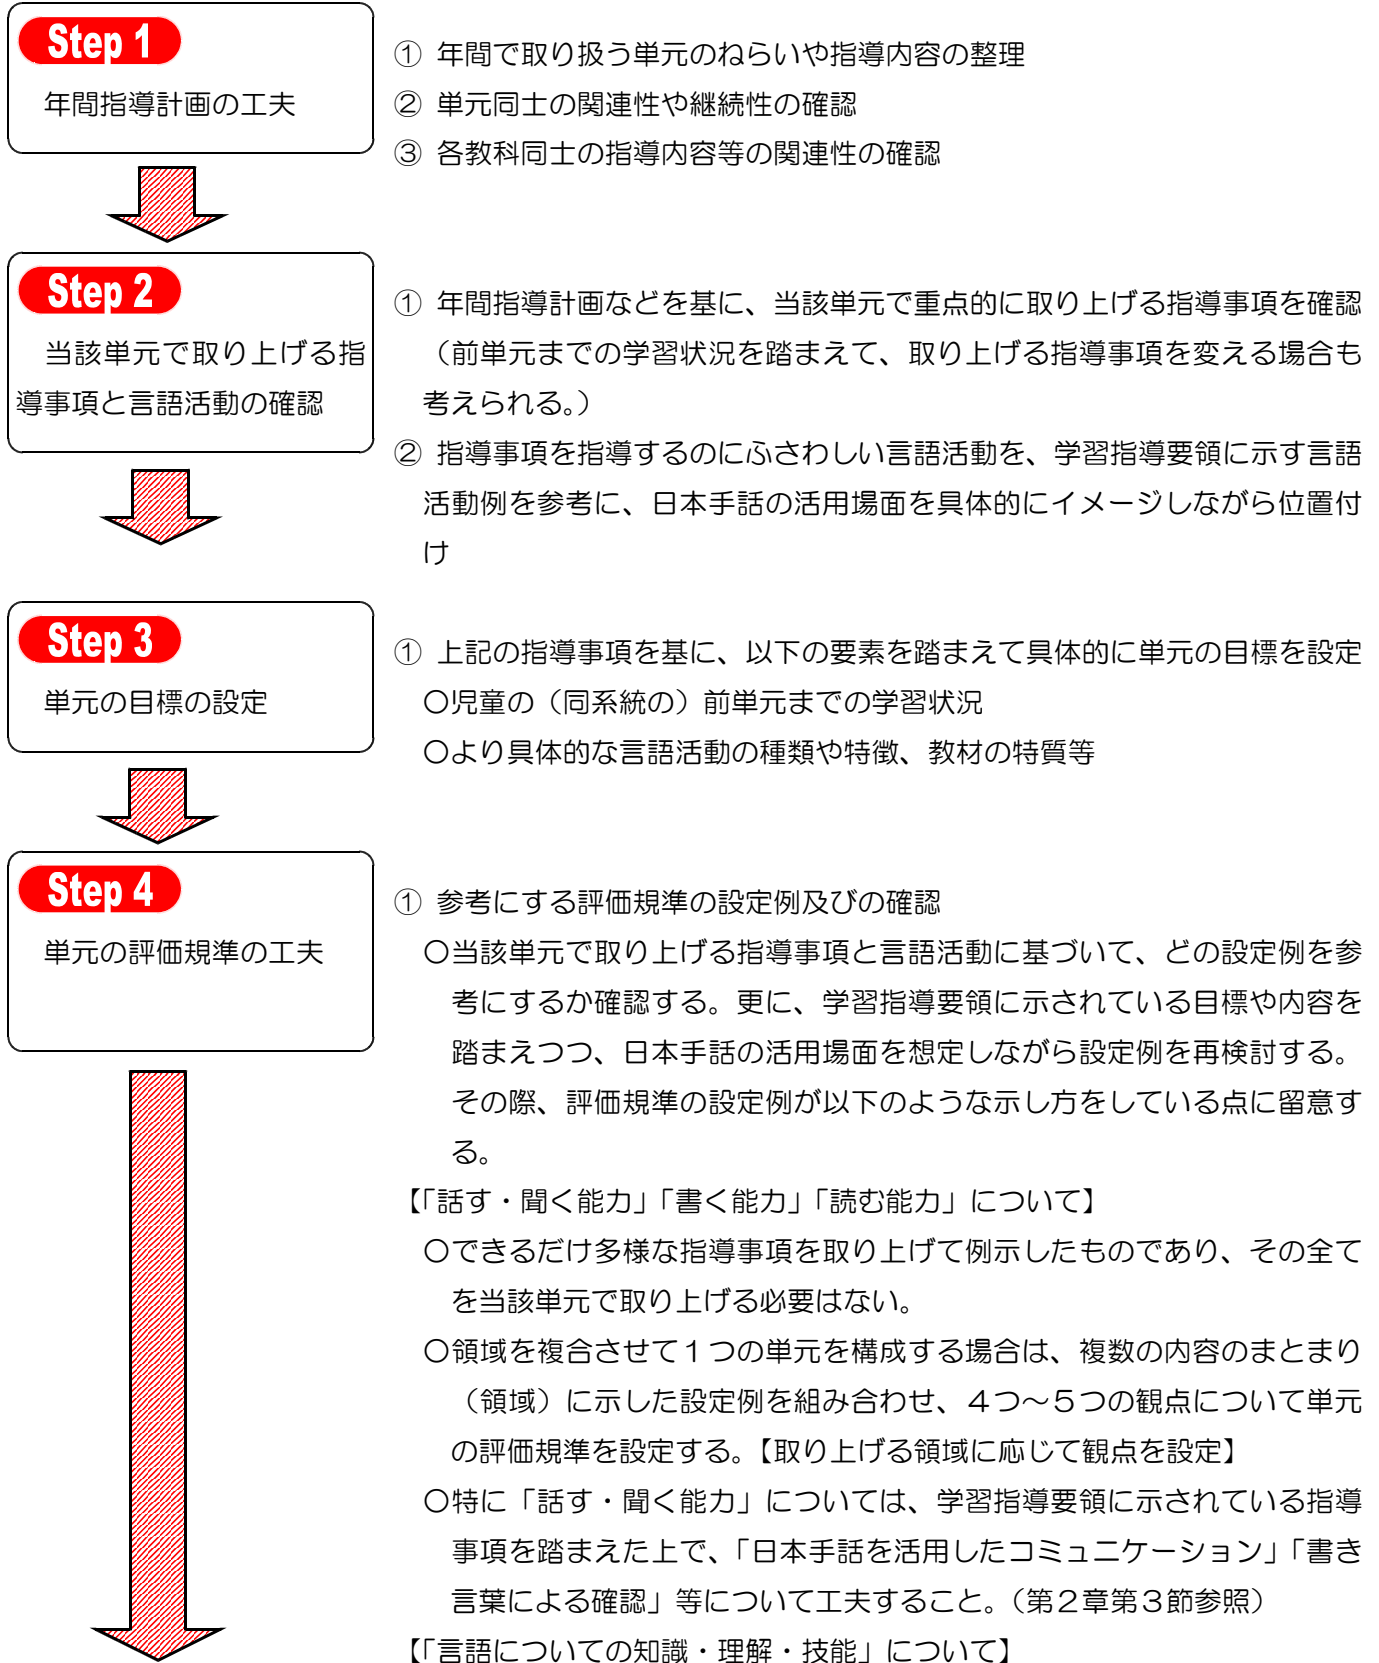 Step 1
年間指導計画の工夫
① 年間で取り扱う単元のねらいや指導内容の整理
② 単元同士の関連性や継続性の確認
③ 各教科同士の指導内容等の関連性の確認
Step 2
当該単元で取り上げる指
導事項と言語活動の確認
① 年間指導計画などを基に、当該単元で重点的に取り上げる指導事項を確認
（前単元までの学習状況を踏まえて、取り上げる指導事項を変える場合も
考えられる。）
② 指導事項を指導するのにふさわしい言語活動を、学習指導要領に示す言語
活動例を参考に、日本手話の活用場面を具体的にイメージしながら位置付
け
Step 3
単元の目標の設定
① 上記の指導事項を基に、以下の要素を踏まえて具体的に単元の目標を設定
○児童の（同系統の）前単元までの学習状況
○より具体的な言語活動の種類や特徴、教材の特質等
Step 4
単元の評価規準の工夫
① 参考にする評価規準の設定例及びの確認
○当該単元で取り上げる指導事項と言語活動に基づいて、どの設定例を参
考にするか確認する。更に、学習指導要領に示されている目標や内容を
踏まえつつ、日本手話の活用場面を想定しながら設定例を再検討する。
その際、評価規準の設定例が以下のような示し方をしている点に留意す
る。
【「話す・聞く能力」「書く能力」「読む能力」について】
○できるだけ多様な指導事項を取り上げて例示したものであり、その全て
を当該単元で取り上げる必要はない。
○領域を複合させて１つの単元を構成する場合は、複数の内容のまとまり
（領域）に示した設定例を組み合わせ、４つ～５つの観点について単元
の評価規準を設定する。【取り上げる領域に応じて観点を設定】
○特に「話す・聞く能力」については、学習指導要領に示されている指導
事項を踏まえた上で、「日本手話を活用したコミュニケーション」「書き
言葉による確認」等について工夫すること。（第２章第３節参照）
【「言語についての知識・理解・技能」について】